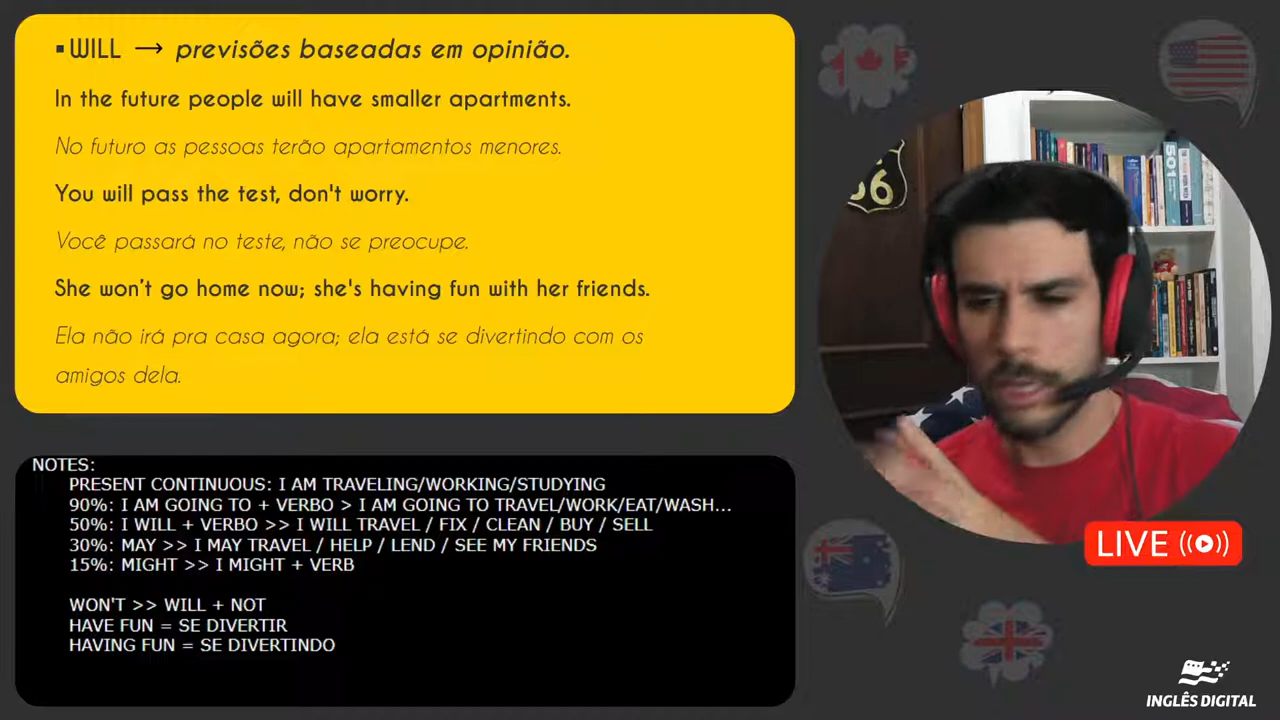 ▪WILL → previsões baseadas em opinião.
In the future people will have smaller apartments.
No futuro as pessoas terão apartamentos menores.
You will pass the test, don't worry.
Você passará no teste, não se preocupe.
She won't go home now; she's having fun with her friends.
Ela não irá pra casa agora; ela está se divertindo com os
amigos dela.
NOTES:
PRESENT CONTINUOUS: I AM TRAVELING/WORKING/STUDYING
90%: I AM GOING TO + VERBO > I AM GOING TO TRAVEL/WORK/EAT/WASH...
50%: I WILL + VERBO >> I WILL TRAVEL / FIX / CLEAN / BUY / SELL
30%: MAY >> I MAY TRAVEL / HELP / LEND / SEE MY FRIENDS
15%: MIGHT >> I MIGHT + VERB
WON'T >> WILL + NOT
HAVE FUN = SE DIVERTIR
HAVING FUN = SE DIVERTINDO
66
501
LIVE
INGLÊS DIGITAL